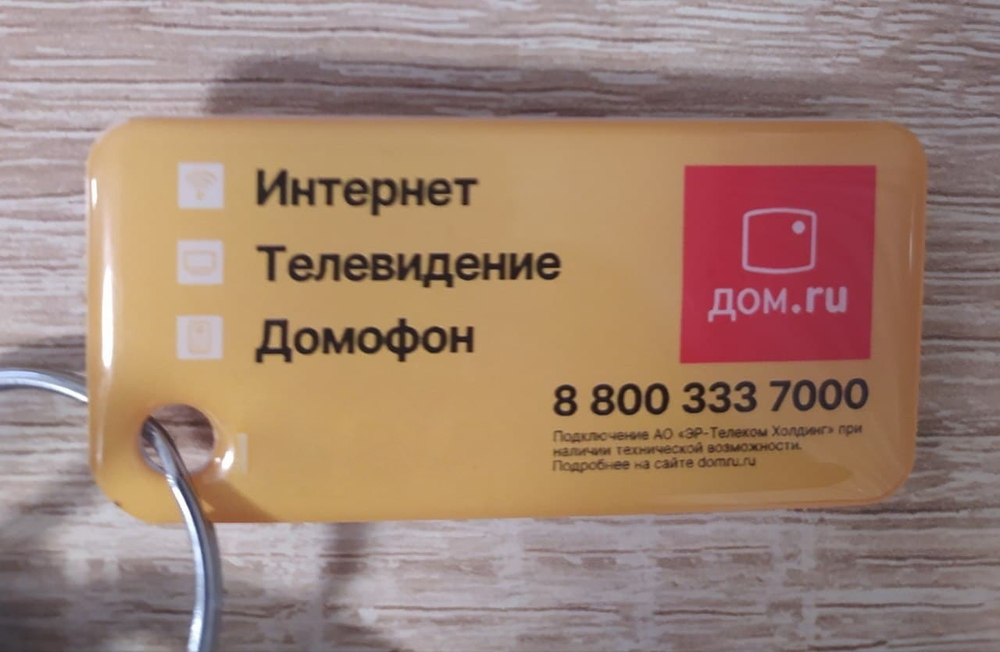 Интернет
Телевидение
Домофон
дом.ru
8 800 333 7000
Подключение АО «ЭР-Телеком Холдинг» при
наличии технической возможности.
Подробнее на сайте domru.ru